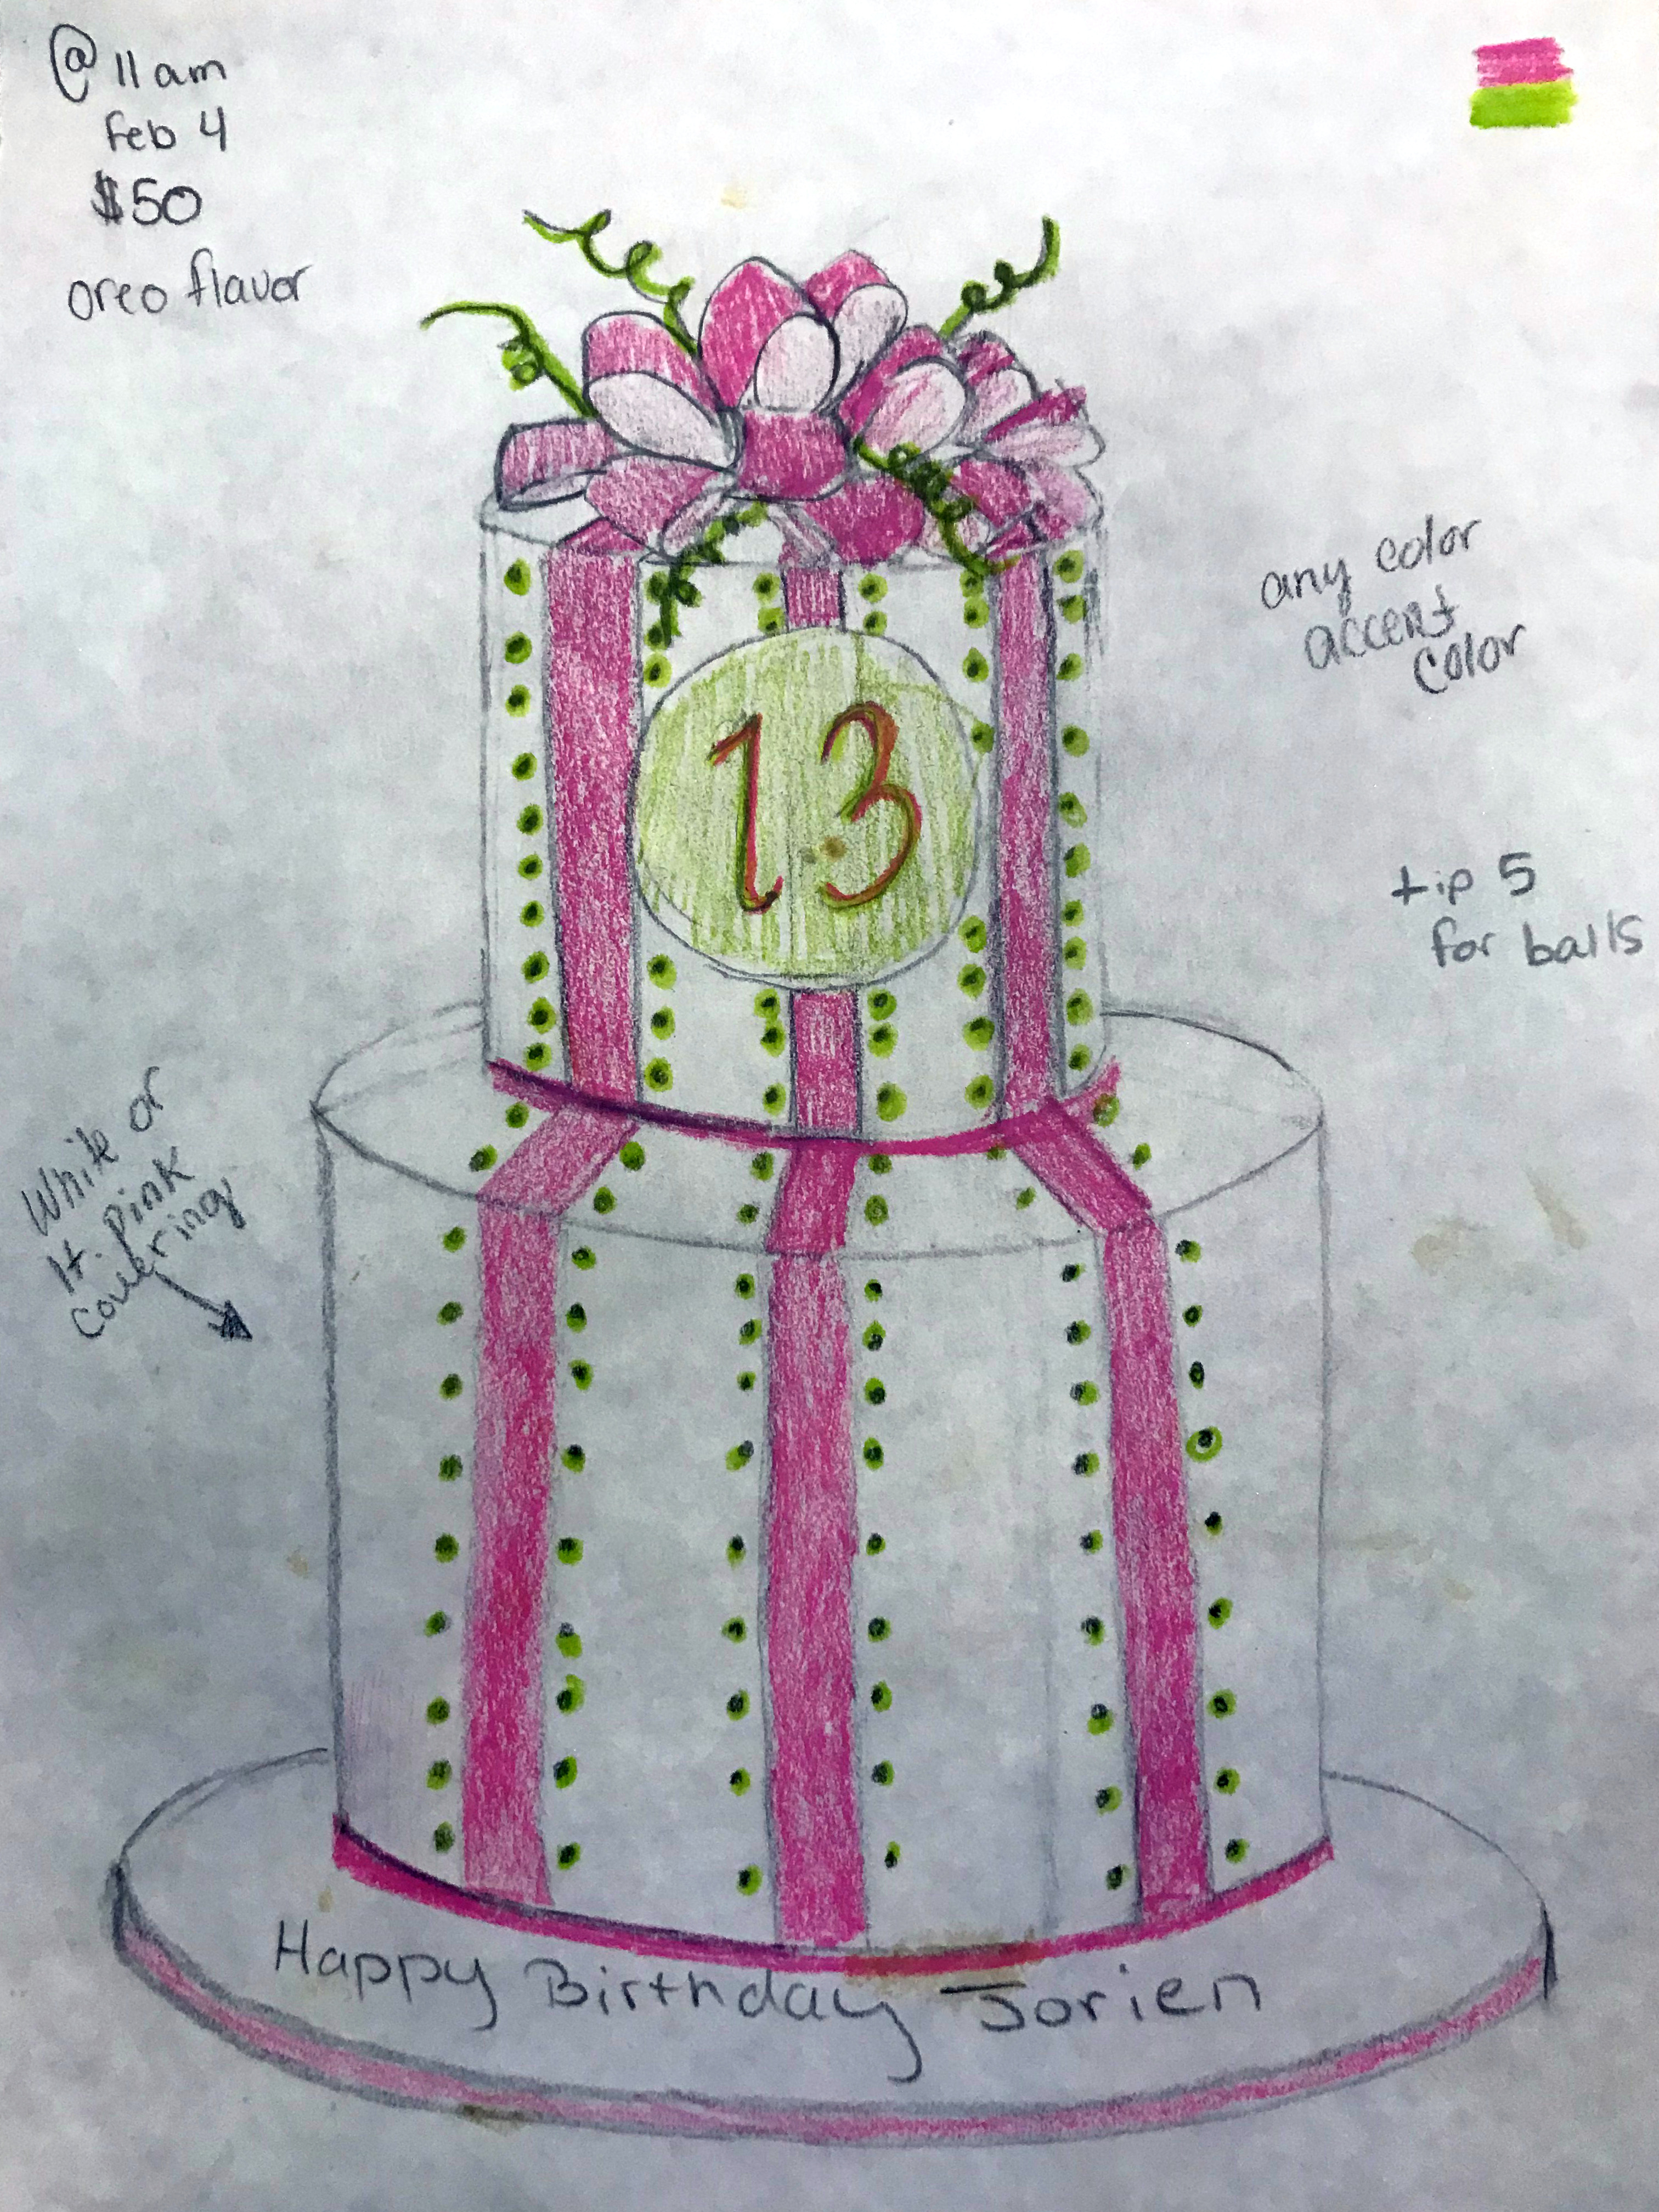 @ 11 am
Feb 4
$50
oreo flavor
any color
accent
color
13
tip 5
for balls
White or
lt. pink
covering
Happy Birthday Jorien